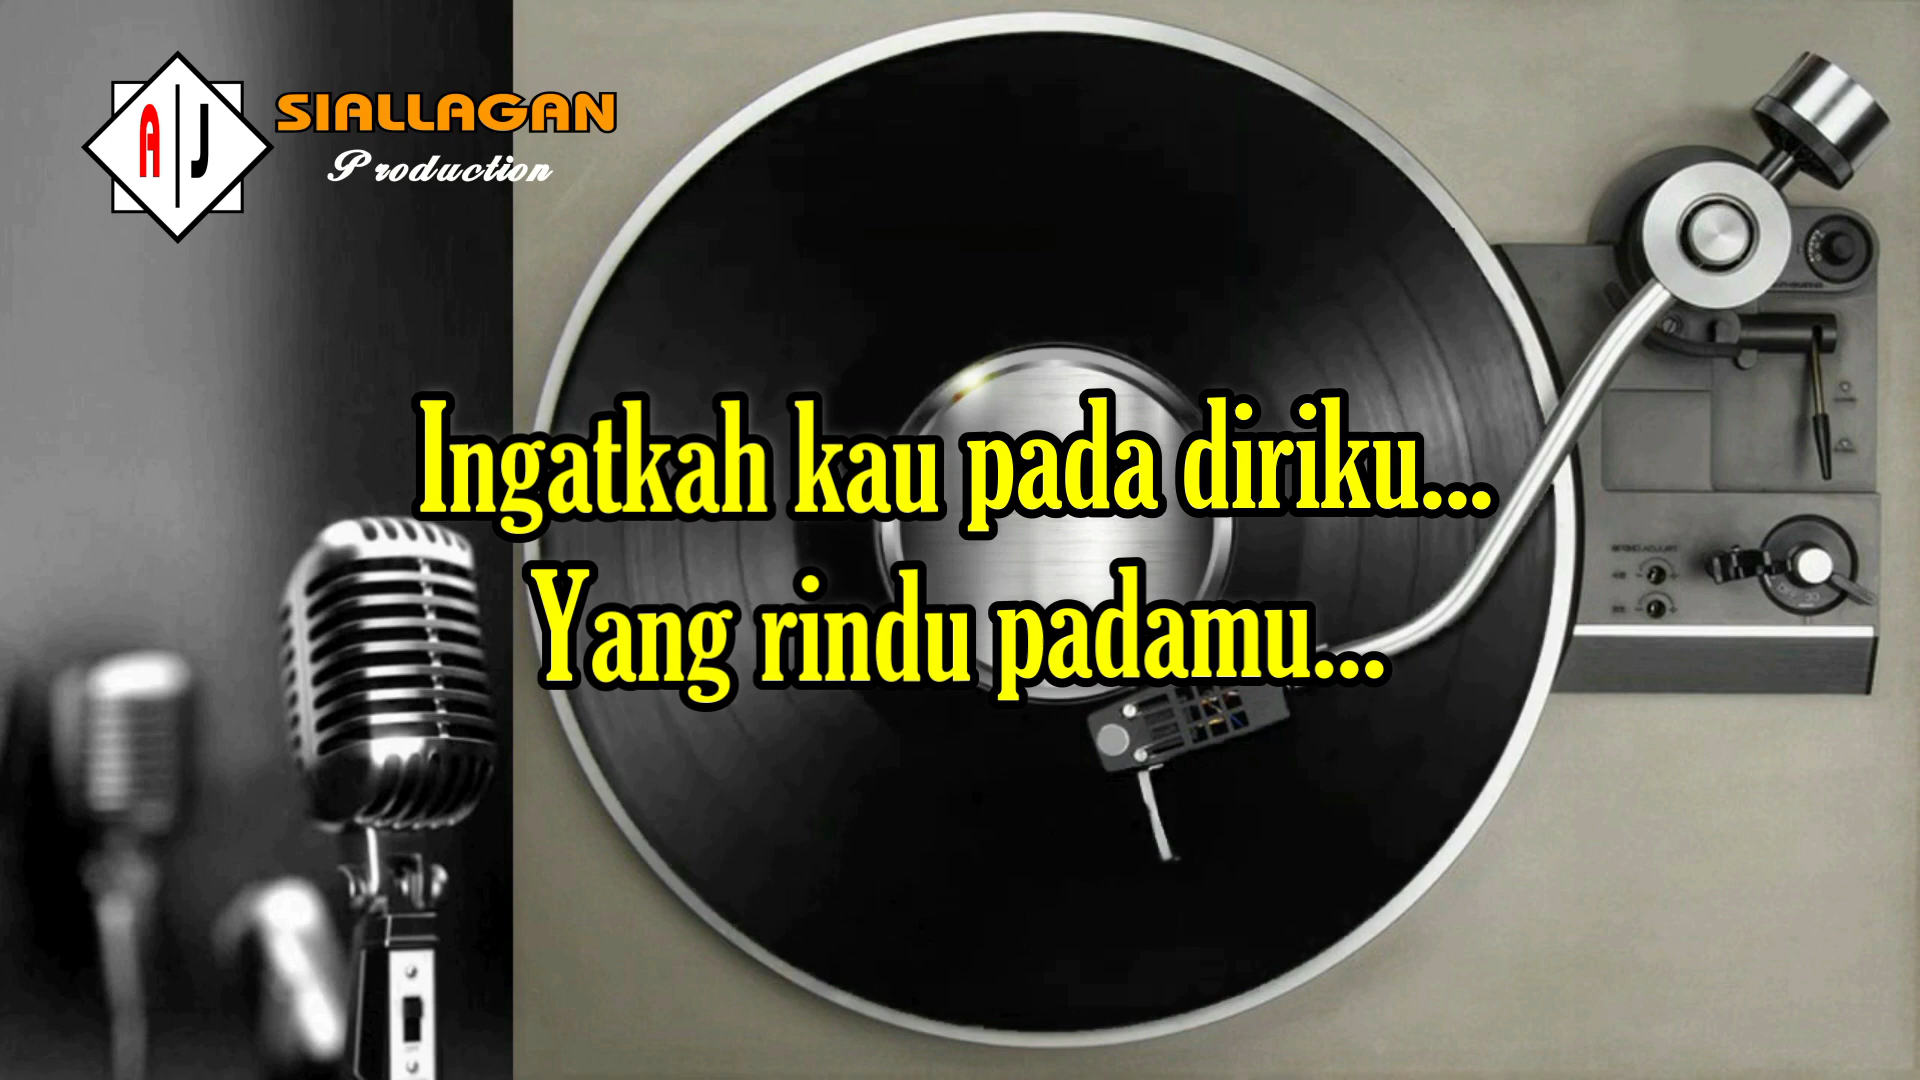 A J
SIALLAGAN
Production
Ingatkah kau pada diriku...
Yang rindu padamu...